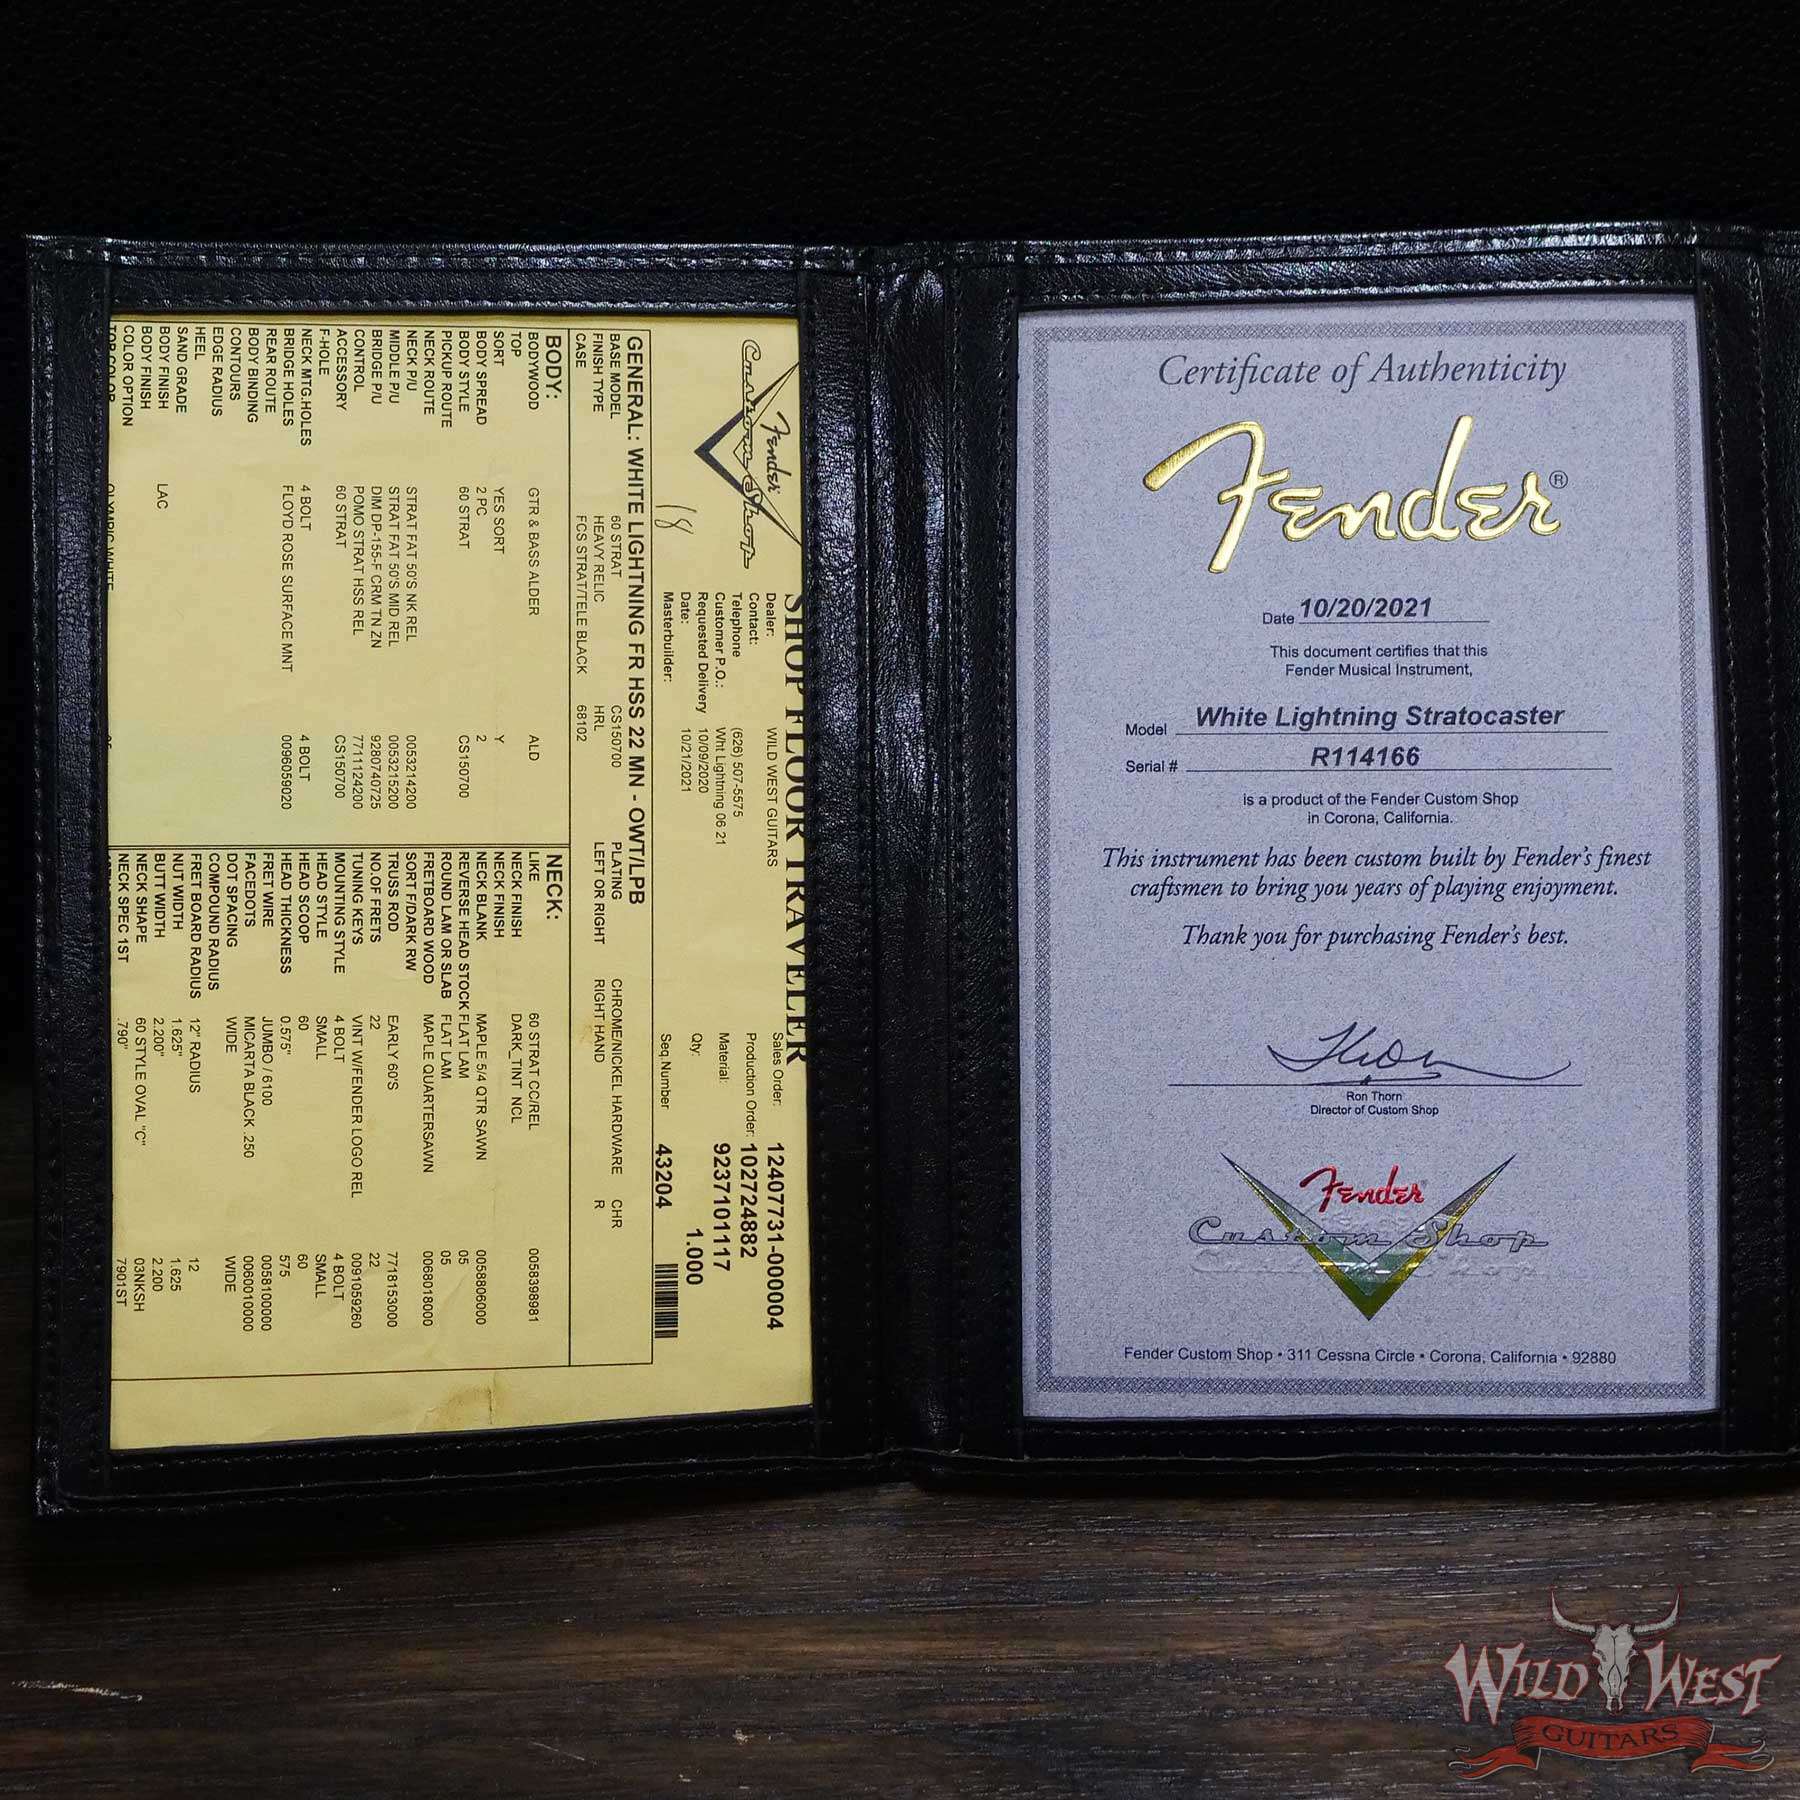 Fender
Custom Shop
18
SHOP FLOOR TRAVELER
Dealer: WILD WEST GUITARS
Contact:
Telephone (626) 507-5575
Customer P.O.: Wht Lightning 06 21
Requested Delivery 10/09/2020
Date: 10/21/2021
Masterbuilder:
Sales Order: 12407731-000004
Production Order: 102724882
Material: 9237101117
Qty: 1.000
Seq.Number 43204
GENERAL: WHITE LIGHTNING FR HSS 22 MN - OWT/LPB
BASE MODEL 60 STRAT CS150700 PLATING CHROME/NICKEL HARDWARE CHR
FINISH TYPE HEAVY RELIC HRL LEFT OR RIGHT RIGHT HAND R
CASE FCS STRAT/TELE BLACK 68102
BODY:
BODYWOOD GTR & BASS ALDER ALD
TOP
SORT YES SORT Y
BODY SPREAD 2 PC 2
BODY STYLE 60 STRAT CS150700
PICKUP ROUTE
NECK ROUTE
NECK P/U STRAT FAT 50'S NK REL 0053214200
MIDDLE P/U STRAT FAT 50'S MID REL 0053215200
BRIDGE P/U DIM DP-155-F CRM TN ZN 9280740725
CONTROL POMO STRAT HSS REL 7711124200
ACCESSORY 60 STRAT CS150700
F-HOLE
NECK MTG.HOLES 4 BOLT 4 BOLT
BRIDGE HOLES FLOYD ROSE SURFACE MNT 0096059020
REAR ROUTE
BODY BINDING
CONTOURS
EDGE RADIUS
HEEL
SAND GRADE
BODY FINISH LAC
BODY FINISH
COLOR OPTION
TOP COLOR OLYMPIC WHITE
NECK:
LIKE 60 STRAT CC/REL 0058398981
NECK FINISH DARK_TINT NCL
NECK FINISH
NECK BLANK MAPLE 5/4 QTR SAWN 0058806000
REVERSE HEAD STOCK FLAT LAM 05
ROUND LAM OR SLAB FLAT LAM 05
FRETBOARD WOOD MAPLE QUARTERSAWN 0068018000
SORT F/DARK RW
TRUSS ROD EARLY 60'S 7718153000
NO.OF FRETS 22 22
TUNING KEYS VINT W/FENDER LOGO REL 0091059260
MOUNTING STYLE 4 BOLT 4 BOLT
HEAD STYLE SMALL SMALL
HEAD SCOOP 60 60
HEAD THICKNESS 0.575" 575
FRET WIRE JUMBO / 6100 0058100000
FACEDOTS MICARTA BLACK .250 0060010000
DOT SPACING WIDE WIDE
COMPOUND RADIUS
FRET BOARD RADIUS 12" RADIUS 12
NUT WIDTH 1.625" 1.625
BUTT WIDTH 2.200" 2.200
NECK SHAPE 60 STYLE OVAL "C" 03NKSH
NECK SPEC 1ST .790" 7901ST
Certificate of Authenticity
Fender®
Date 10/20/2021
This document certifies that this
Fender Musical Instrument,
Model White Lightning Stratocaster
Serial # R114166
is a product of the Fender Custom Shop
in Corona, California.
This instrument has been custom built by Fender's finest
craftsmen to bring you years of playing enjoyment.
Thank you for purchasing Fender's best.
Ron Thorn
Director of Custom Shop
Fender
Custom Shop
Fender Custom Shop • 311 Cessna Circle • Corona, California • 92880
WILD WEST
GUITARS